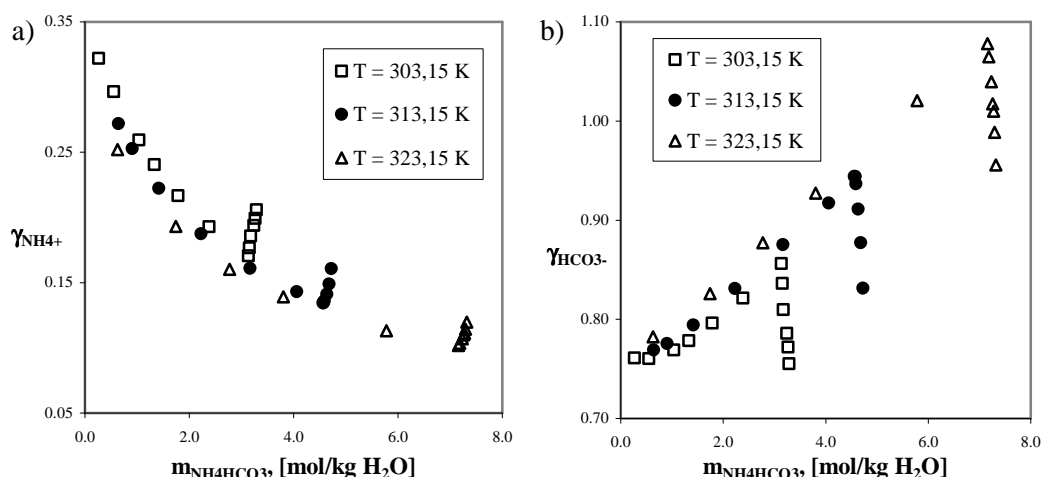 a)
0.35
0.25
0.15
0.05
γNH4+
T = 303,15 K
T = 313,15 K
T = 323,15 K
0.0 2.0 4.0 6.0 8.0
mNH4HCO3, [mol/kg H2O]
b)
1.10
1.00
0.90
0.80
0.70
γHCO3-
T = 303,15 K
T = 313,15 K
T = 323,15 K
0.0 2.0 4.0 6.0 8.0
mNH4HCO3, [mol/kg H2O]